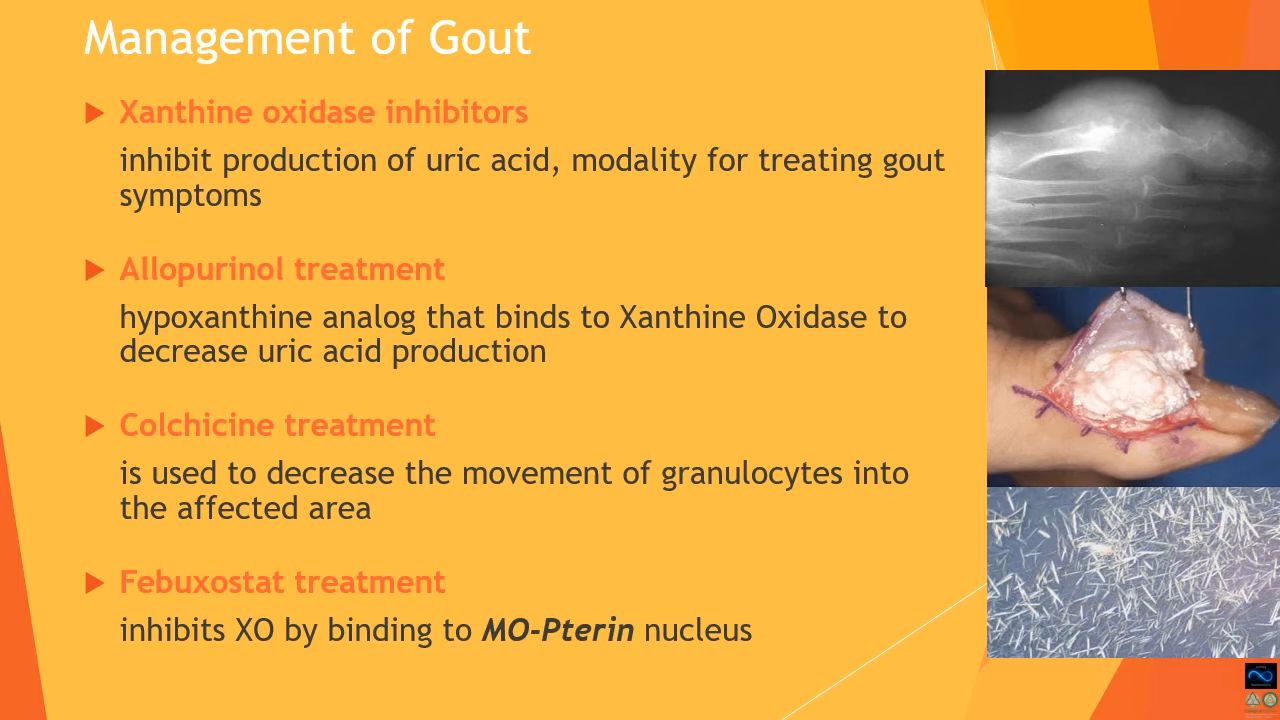 Management of Gout
Xanthine oxidase inhibitors
inhibit production of uric acid, modality for treating gout
symptoms
Allopurinol treatment
hypoxanthine analog that binds to Xanthine Oxidase to
decrease uric acid production
Colchicine treatment
is used to decrease the movement of granulocytes into
the affected area
Febuxostat treatment
inhibits XO by binding to MO-Pterin nucleus